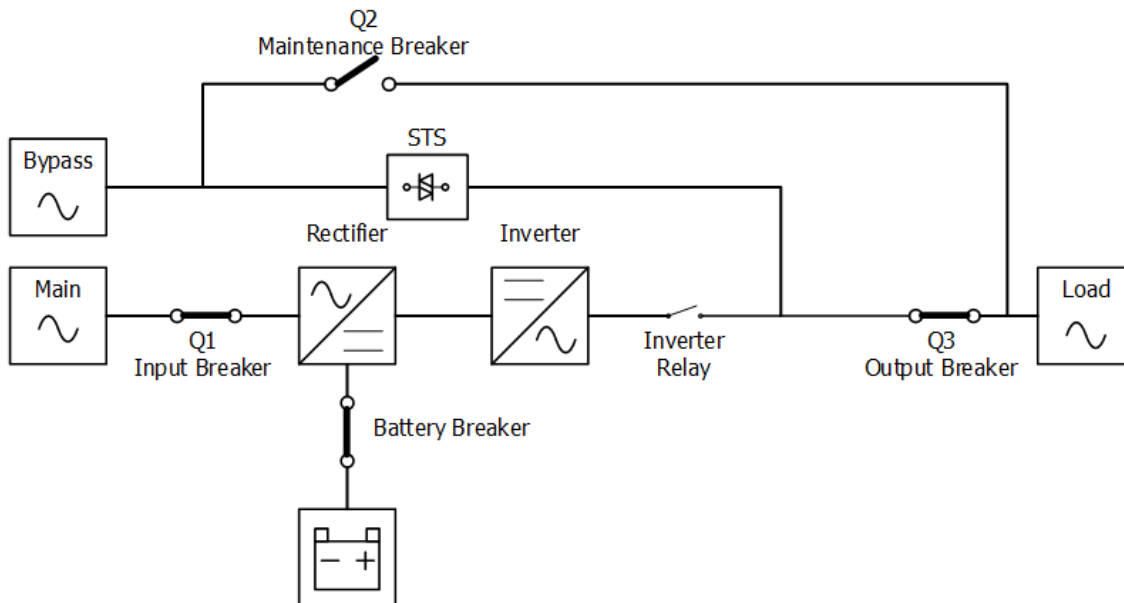 Q2
Maintenance Breaker
STS
Bypass
Rectifier
Inverter
Main
Load
Q1
Input Breaker
Inverter
Relay
Q3
Output Breaker
Battery Breaker